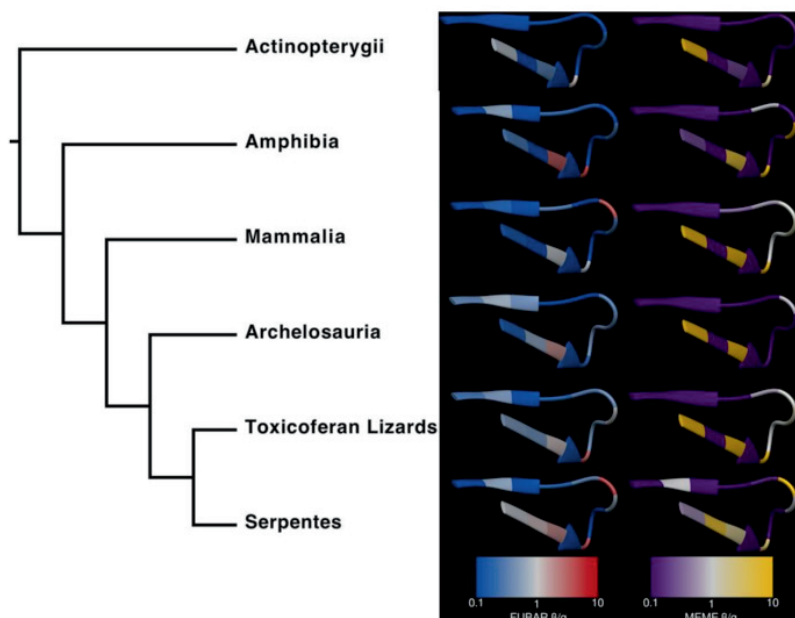 Actinopterygii
Amphibia
Mammalia
Archelosauria
Toxicoferan Lizards
Serpentes
0.1 1 10 0.1 1 10